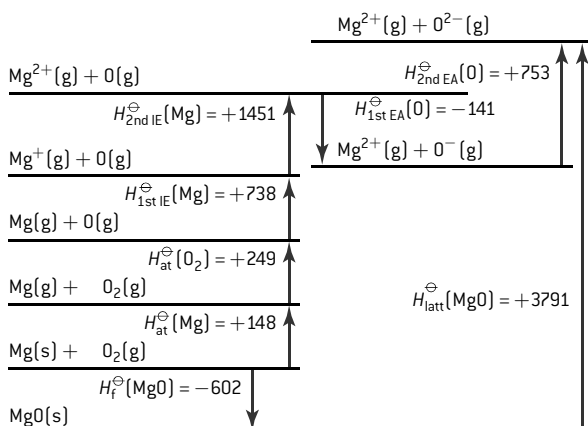 Mg²⁺(g) + O²⁻(g)
H⊖2nd EA(O) = +753
Mg²⁺(g) + O(g)
H⊖2nd IE(Mg) = +1451
H⊖1st EA(O) = −141
Mg²⁺(g) + O⁻(g)
Mg⁺(g) + O(g)
H⊖1st IE(Mg) = +738
Mg(g) + O(g)
H⊖at(O₂) = +249
Mg(g) + O₂(g)
H⊖latt(MgO) = +3791
H⊖at(Mg) = +148
Mg(s) + O₂(g)
H⊖f(MgO) = −602
MgO(s)